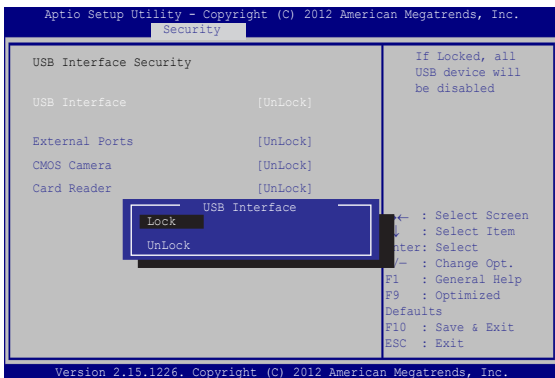 Aptio Setup Utility - Copyright (C) 2012 American Megatrends, Inc.
Security
USB Interface Security
USB Interface [UnLock]
External Ports [UnLock]
CMOS Camera [UnLock]
Card Reader [UnLock]
USB Interface
Lock
UnLock
If Locked, all
USB device will
be disabled
→← : Select Screen
↓ : Select Item
nter: Select
/— : Change Opt.
F1 : General Help
F9 : Optimized
Defaults
F10 : Save & Exit
ESC : Exit
Version 2.15.1226. Copyright (C) 2012 American Megatrends, Inc.